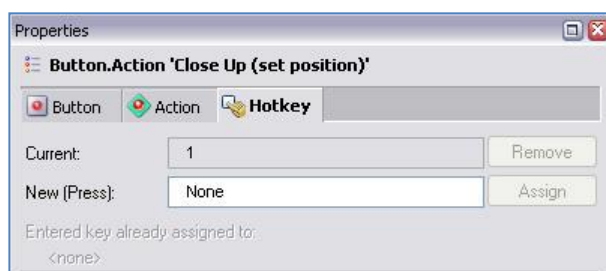 Properties
Button.Action 'Close Up (set position)'
Button Action Hotkey
Current: 1 Remove
New (Press): None Assign
Entered key already assigned to:
<none>